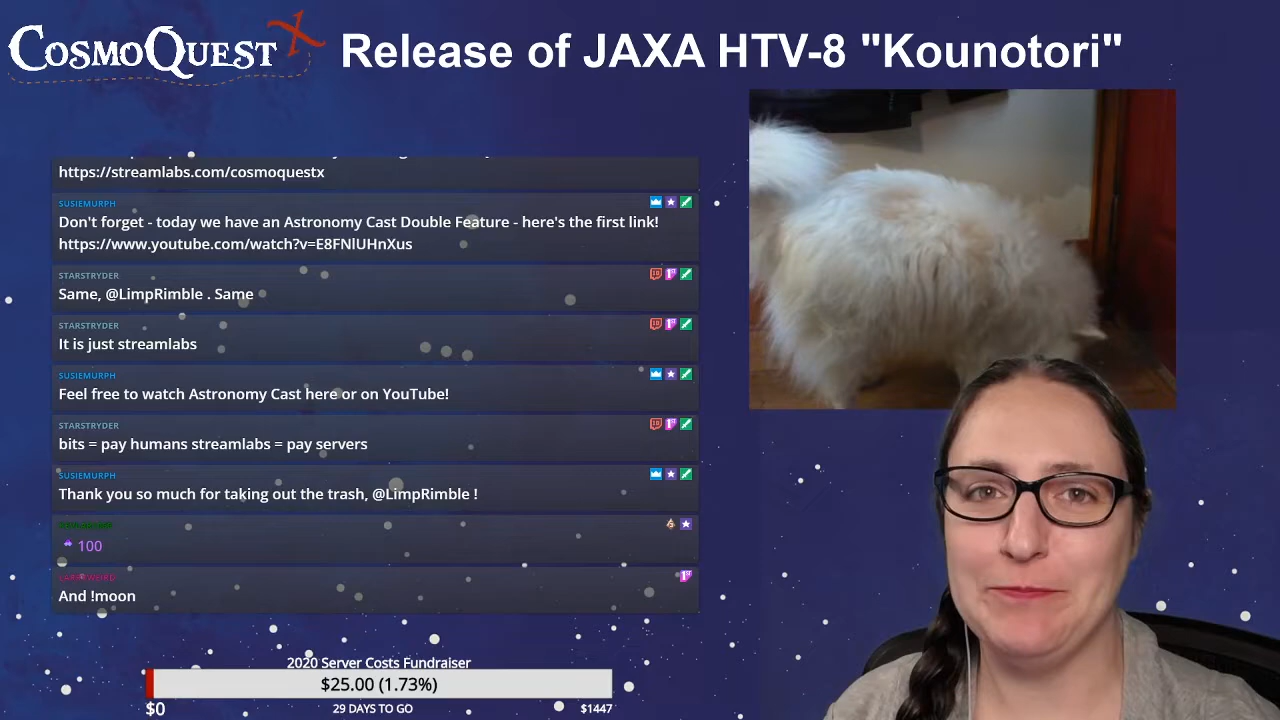 COSMOQUEST X
Release of JAXA HTV-8 "Kounotori"
https://streamlabs.com/cosmoquestx
SUSIEMURPH
Don't forget - today we have an Astronomy Cast Double Feature - here's the first link!
https://www.youtube.com/watch?v=E8FNlUHnXus
STARSTRYDER
Same, @LimpRimble . Same
STARSTRYDER
It is just streamlabs
SUSIEMURPH
Feel free to watch Astronomy Cast here or on YouTube!
STARSTRYDER
bits = pay humans streamlabs = pay servers
SUSIEMURPH
Thank you so much for taking out the trash, @LimpRimble !
100
And !moon
2020 Server Costs Fundraiser
$25.00 (1.73%)
$0
29 DAYS TO GO
$1447